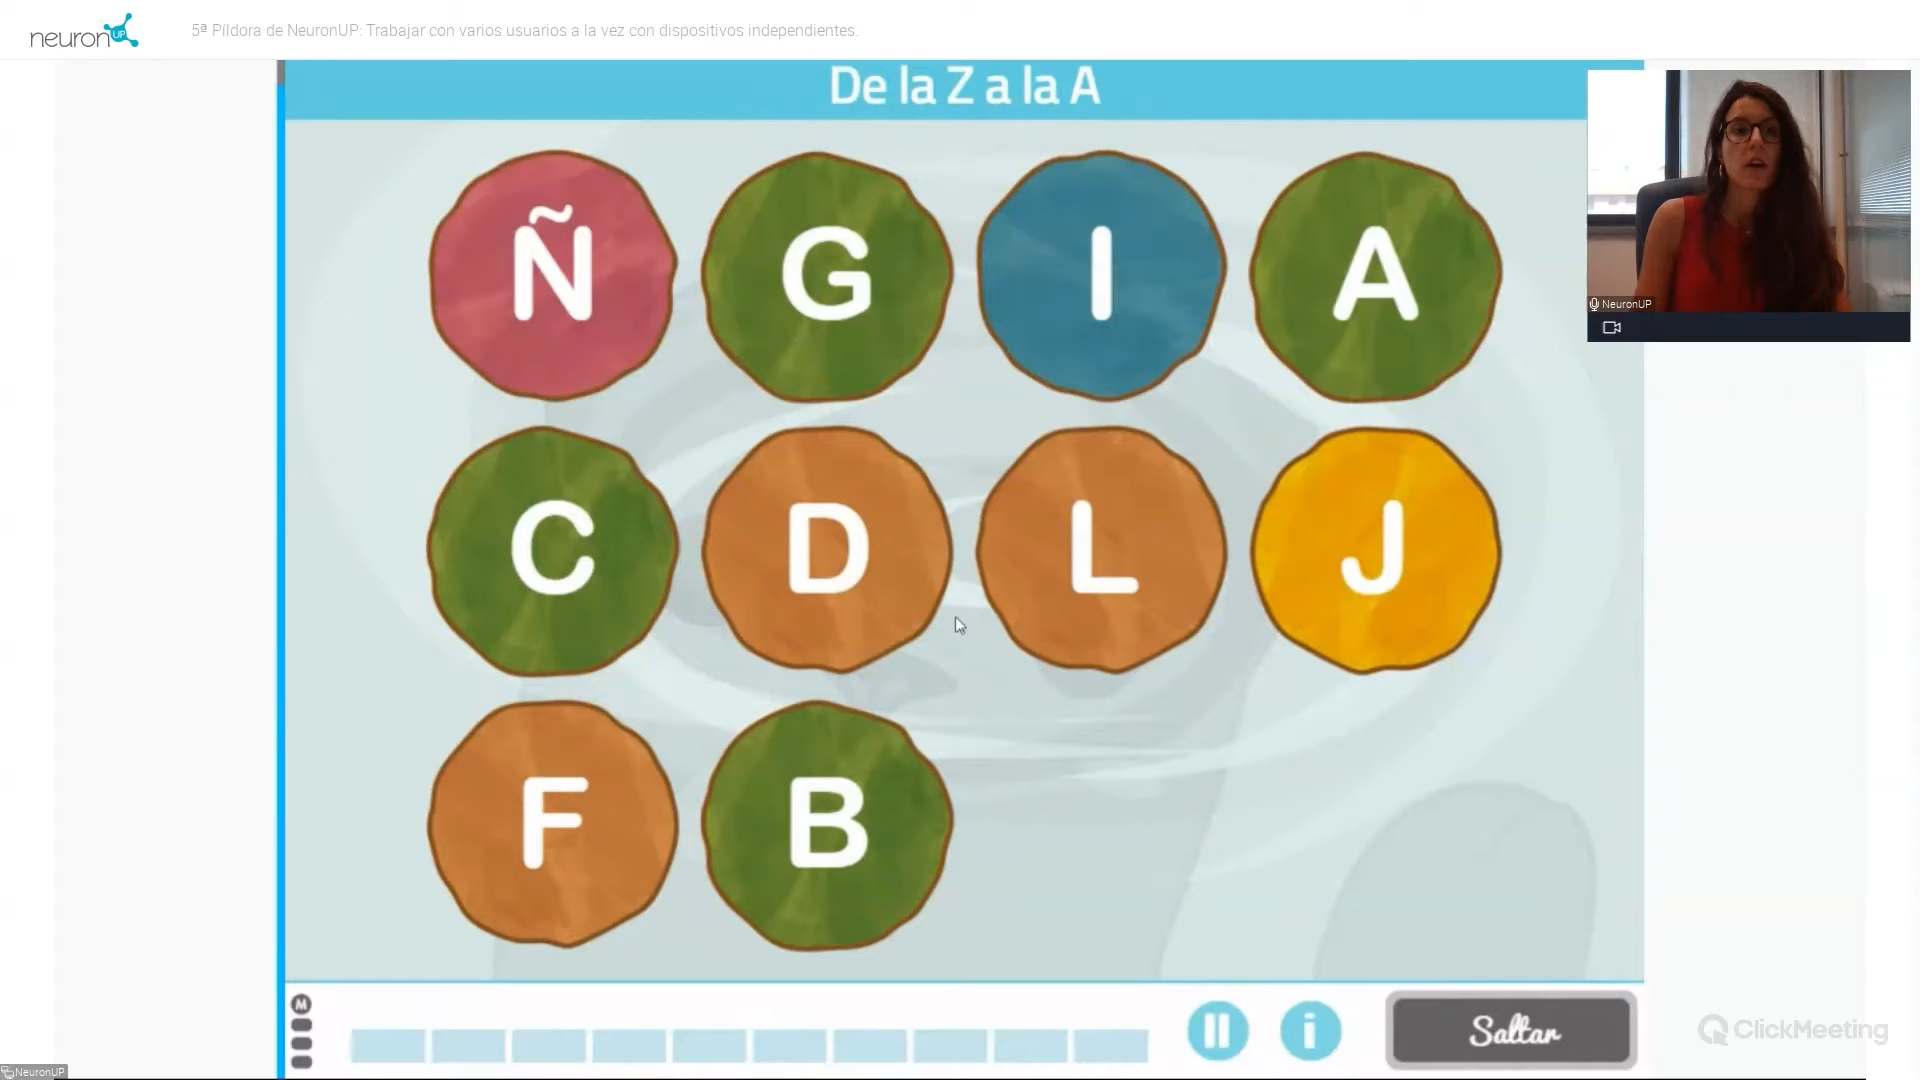 neuronUP
5ª Píldora de NeuronUP: Trabajar con varios usuarios a la vez con dispositivos independientes.
De la Z a la A
Ñ G I A
C D L J
F B
NeuronUP
M
i
Saltar
ClickMeeting
NeuronUP